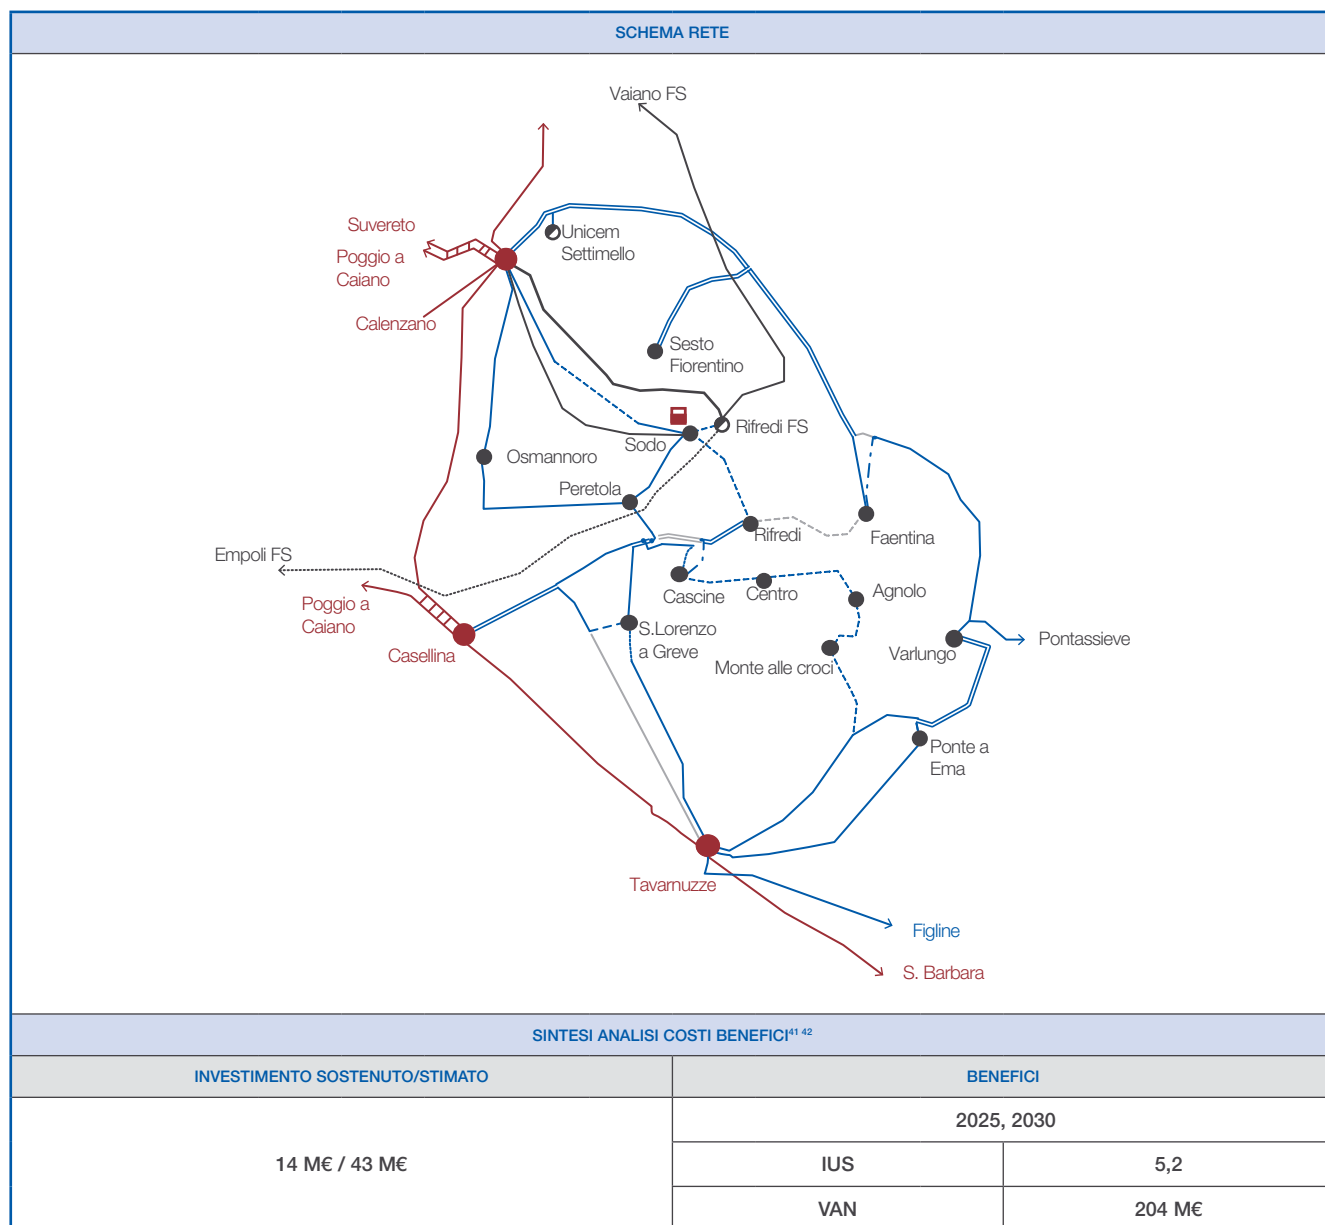 SCHEMA RETE
Vaiano FS
Suvereto
Unicem
Settimello
Poggio a
Caiano
Calenzano
Sesto
Fiorentino
Rifredi FS
Sodo
Osmannoro
Peretola
Rifredi
Faentina
Empoli FS
Poggio a
Caiano
Cascine
Centro
Agnolo
S.Lorenzo
a Greve
Casellina
Monte alle croci
Varlungo
Pontassieve
Ponte a
Ema
Tavarnuzze
Figline
S. Barbara
SINTESI ANALISI COSTI BENEFICI41 42
INVESTIMENTO SOSTENUTO/STIMATO
BENEFICI
2025, 2030
14 M€ / 43 M€
IUS
5,2
VAN
204 M€